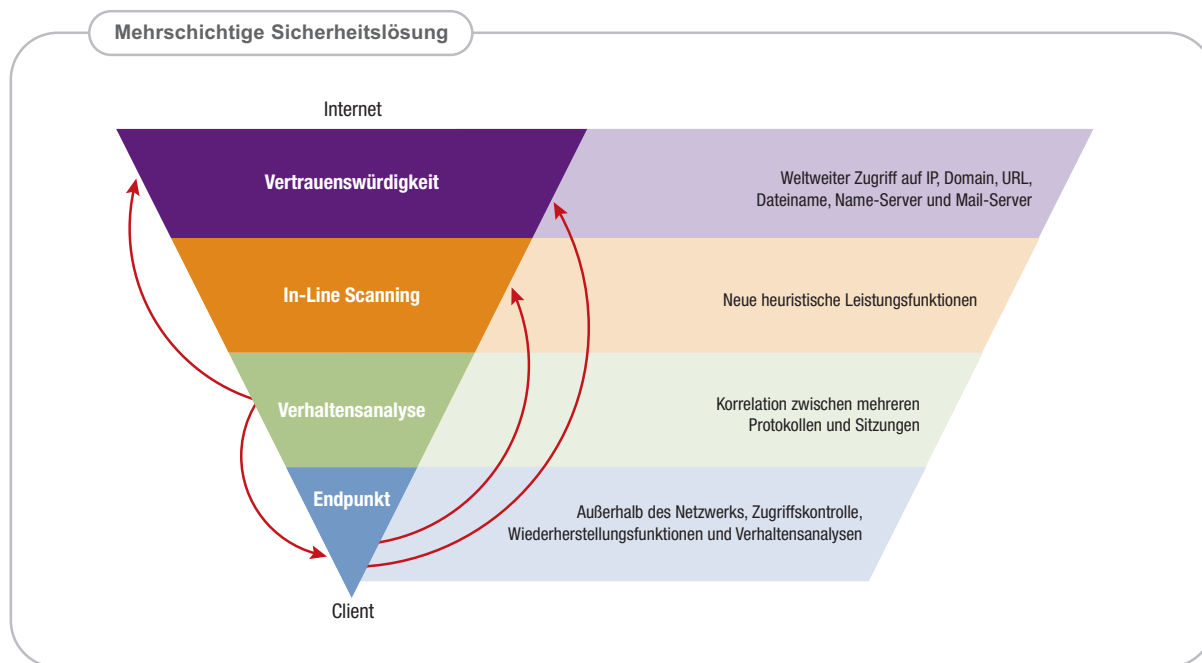 Mehrschichtige Sicherheitslösung
Internet
Vertrauenswürdigkeit
Weltweiter Zugriff auf IP, Domain, URL,
Dateiname, Name-Server und Mail-Server
In-Line Scanning
Neue heuristische Leistungsfunktionen
Verhaltensanalyse
Korrelation zwischen mehreren
Protokollen und Sitzungen
Endpunkt
Außerhalb des Netzwerks, Zugriffskontrolle,
Wiederherstellungsfunktionen und Verhaltensanalysen
Client